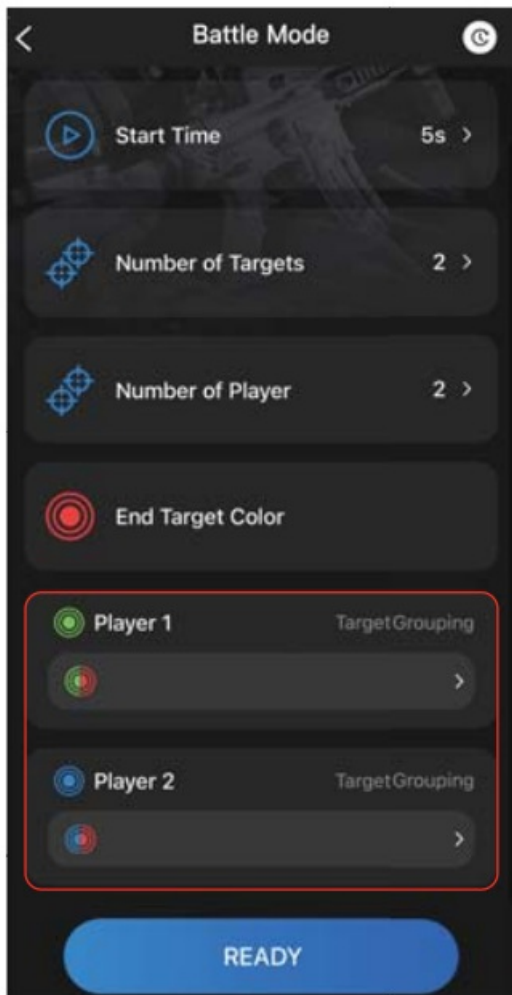 Battle Mode
Start Time 5s
Number of Targets 2
Number of Player 2
End Target Color
Player 1 TargetGrouping
Player 2 TargetGrouping
READY